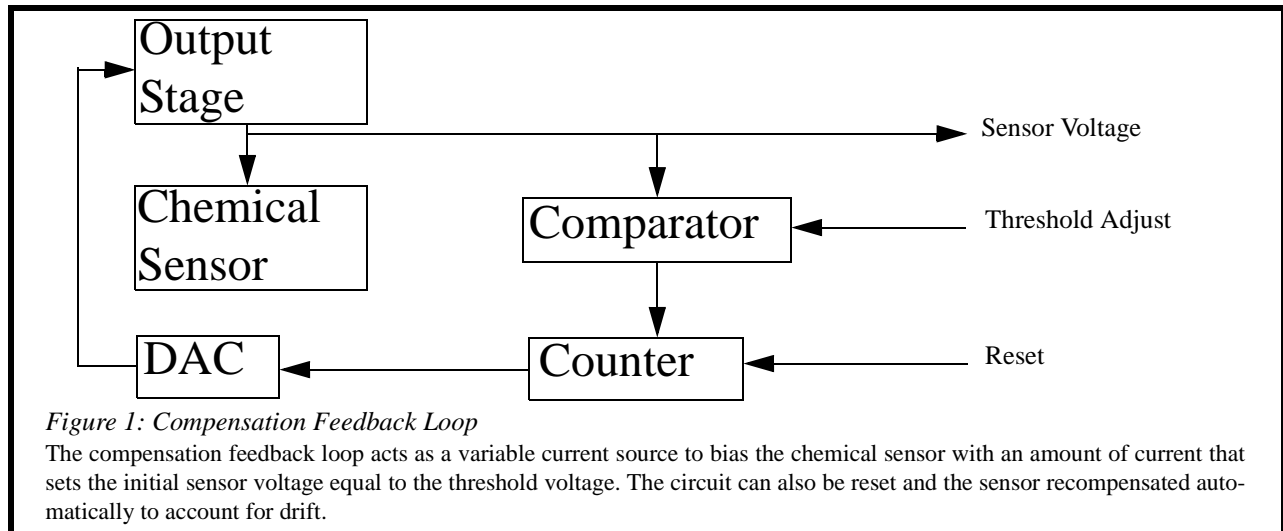 Output
Stage
Sensor Voltage
Chemical
Sensor
Comparator
Threshold Adjust
DAC
Counter
Reset
Figure 1: Compensation Feedback Loop
The compensation feedback loop acts as a variable current source to bias the chemical sensor with an amount of current that
sets the initial sensor voltage equal to the threshold voltage. The circuit can also be reset and the sensor recompensated auto-
matically to account for drift.